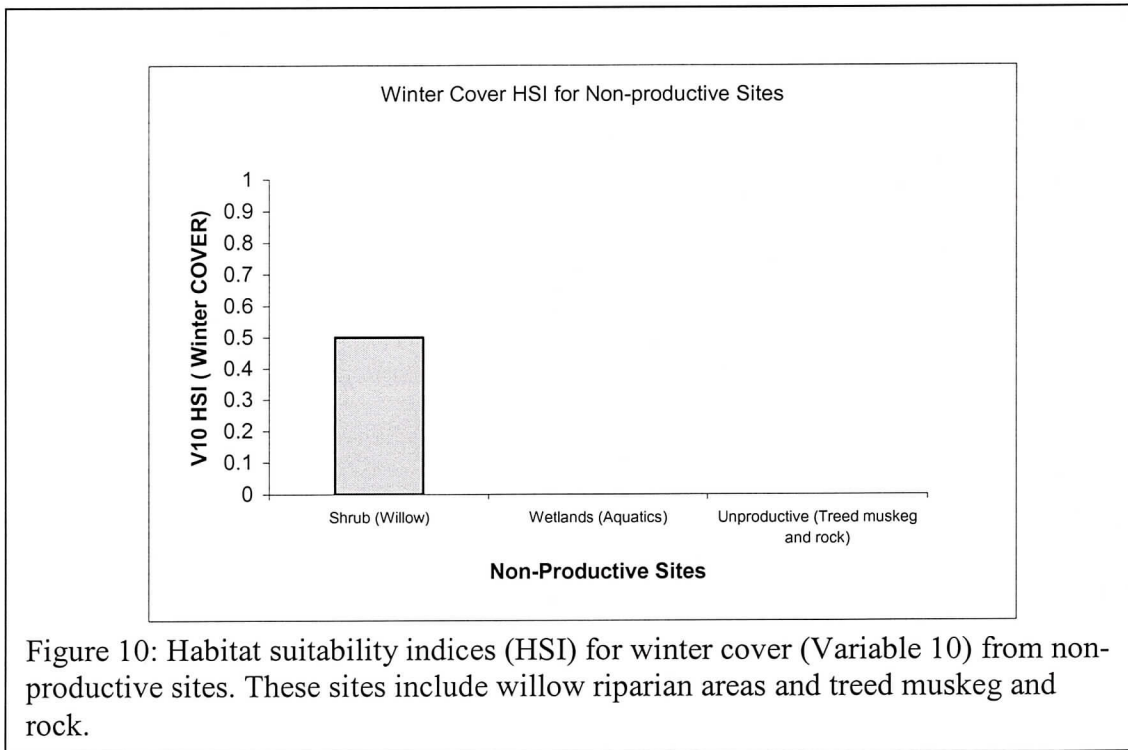 Winter Cover HSI for Non-productive Sites
V10 HSI ( Winter COVER)
1
0.9
0.8
0.7
0.6
0.5
0.4
0.3
0.2
0.1
0
Shrub (Willow)
Wetlands (Aquatics)
Unproductive (Treed muskeg
and rock)
Non-Productive Sites
Figure 10: Habitat suitability indices (HSI) for winter cover (Variable 10) from non-
productive sites. These sites include willow riparian areas and treed muskeg and
rock.